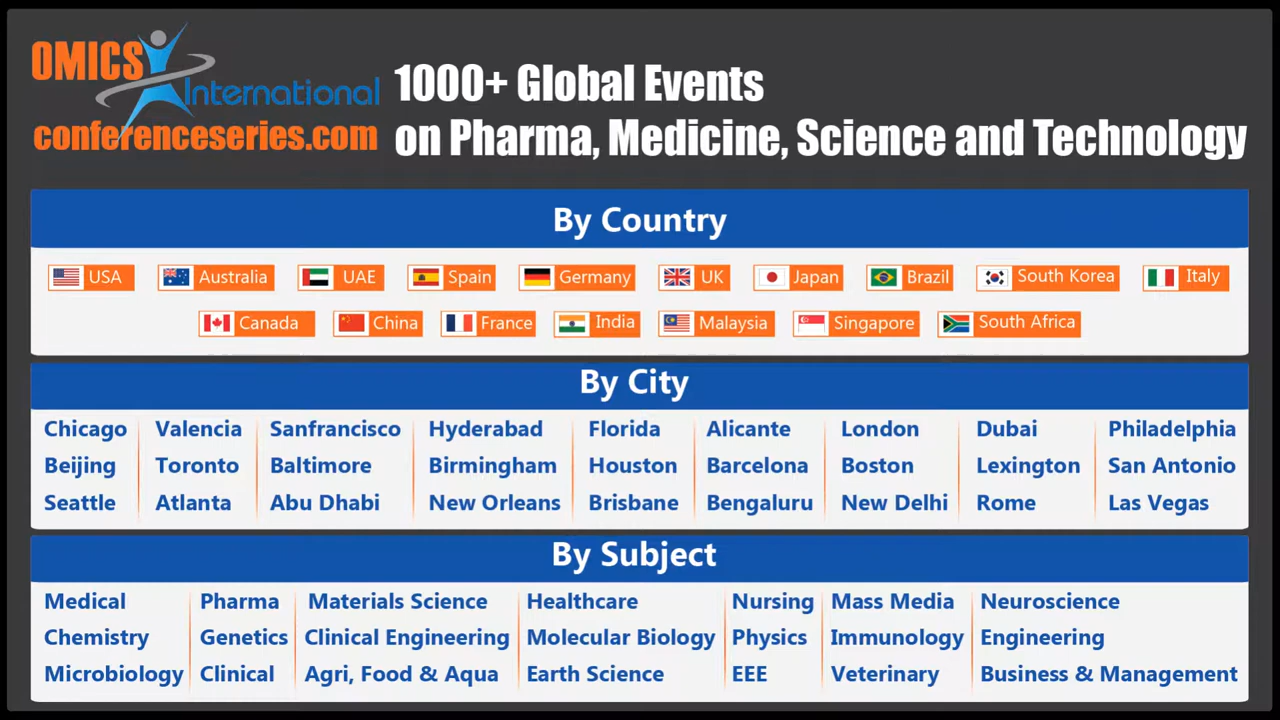 OMICS
International
conferenceseries.com
1000+ Global Events
on Pharma, Medicine, Science and Technology
By Country
USA Australia UAE Spain Germany UK Japan Brazil South Korea Italy
Canada China France India Malaysia Singapore South Africa
By City
Chicago Valencia Sanfrancisco Hyderabad Florida Alicante London Dubai Philadelphia
Beijing Toronto Baltimore Birmingham Houston Barcelona Boston Lexington San Antonio
Seattle Atlanta Abu Dhabi New Orleans Brisbane Bengaluru New Delhi Rome Las Vegas
By Subject
Medical Pharma Materials Science Healthcare Nursing Mass Media Neuroscience
Chemistry Genetics Clinical Engineering Molecular Biology Physics Immunology Engineering
Microbiology Clinical Agri, Food & Aqua Earth Science EEE Veterinary Business & Management